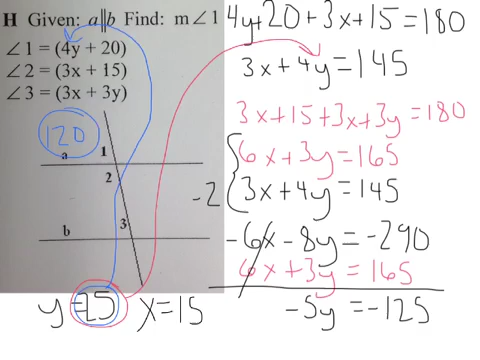 H Given: a∥b Find: m∠1
∠1 = (4y + 20)
∠2 = (3x + 15)
∠3 = (3x + 3y)
120
a
1
2
b
3
y=25 x=15
4y+20+3x+15=180
3x+4y=145
3x+15+3x+3y=180
6x+3y=165
-2 3x+4y=145
-6x-8y=-290
6x+3y=165
-5y=-125